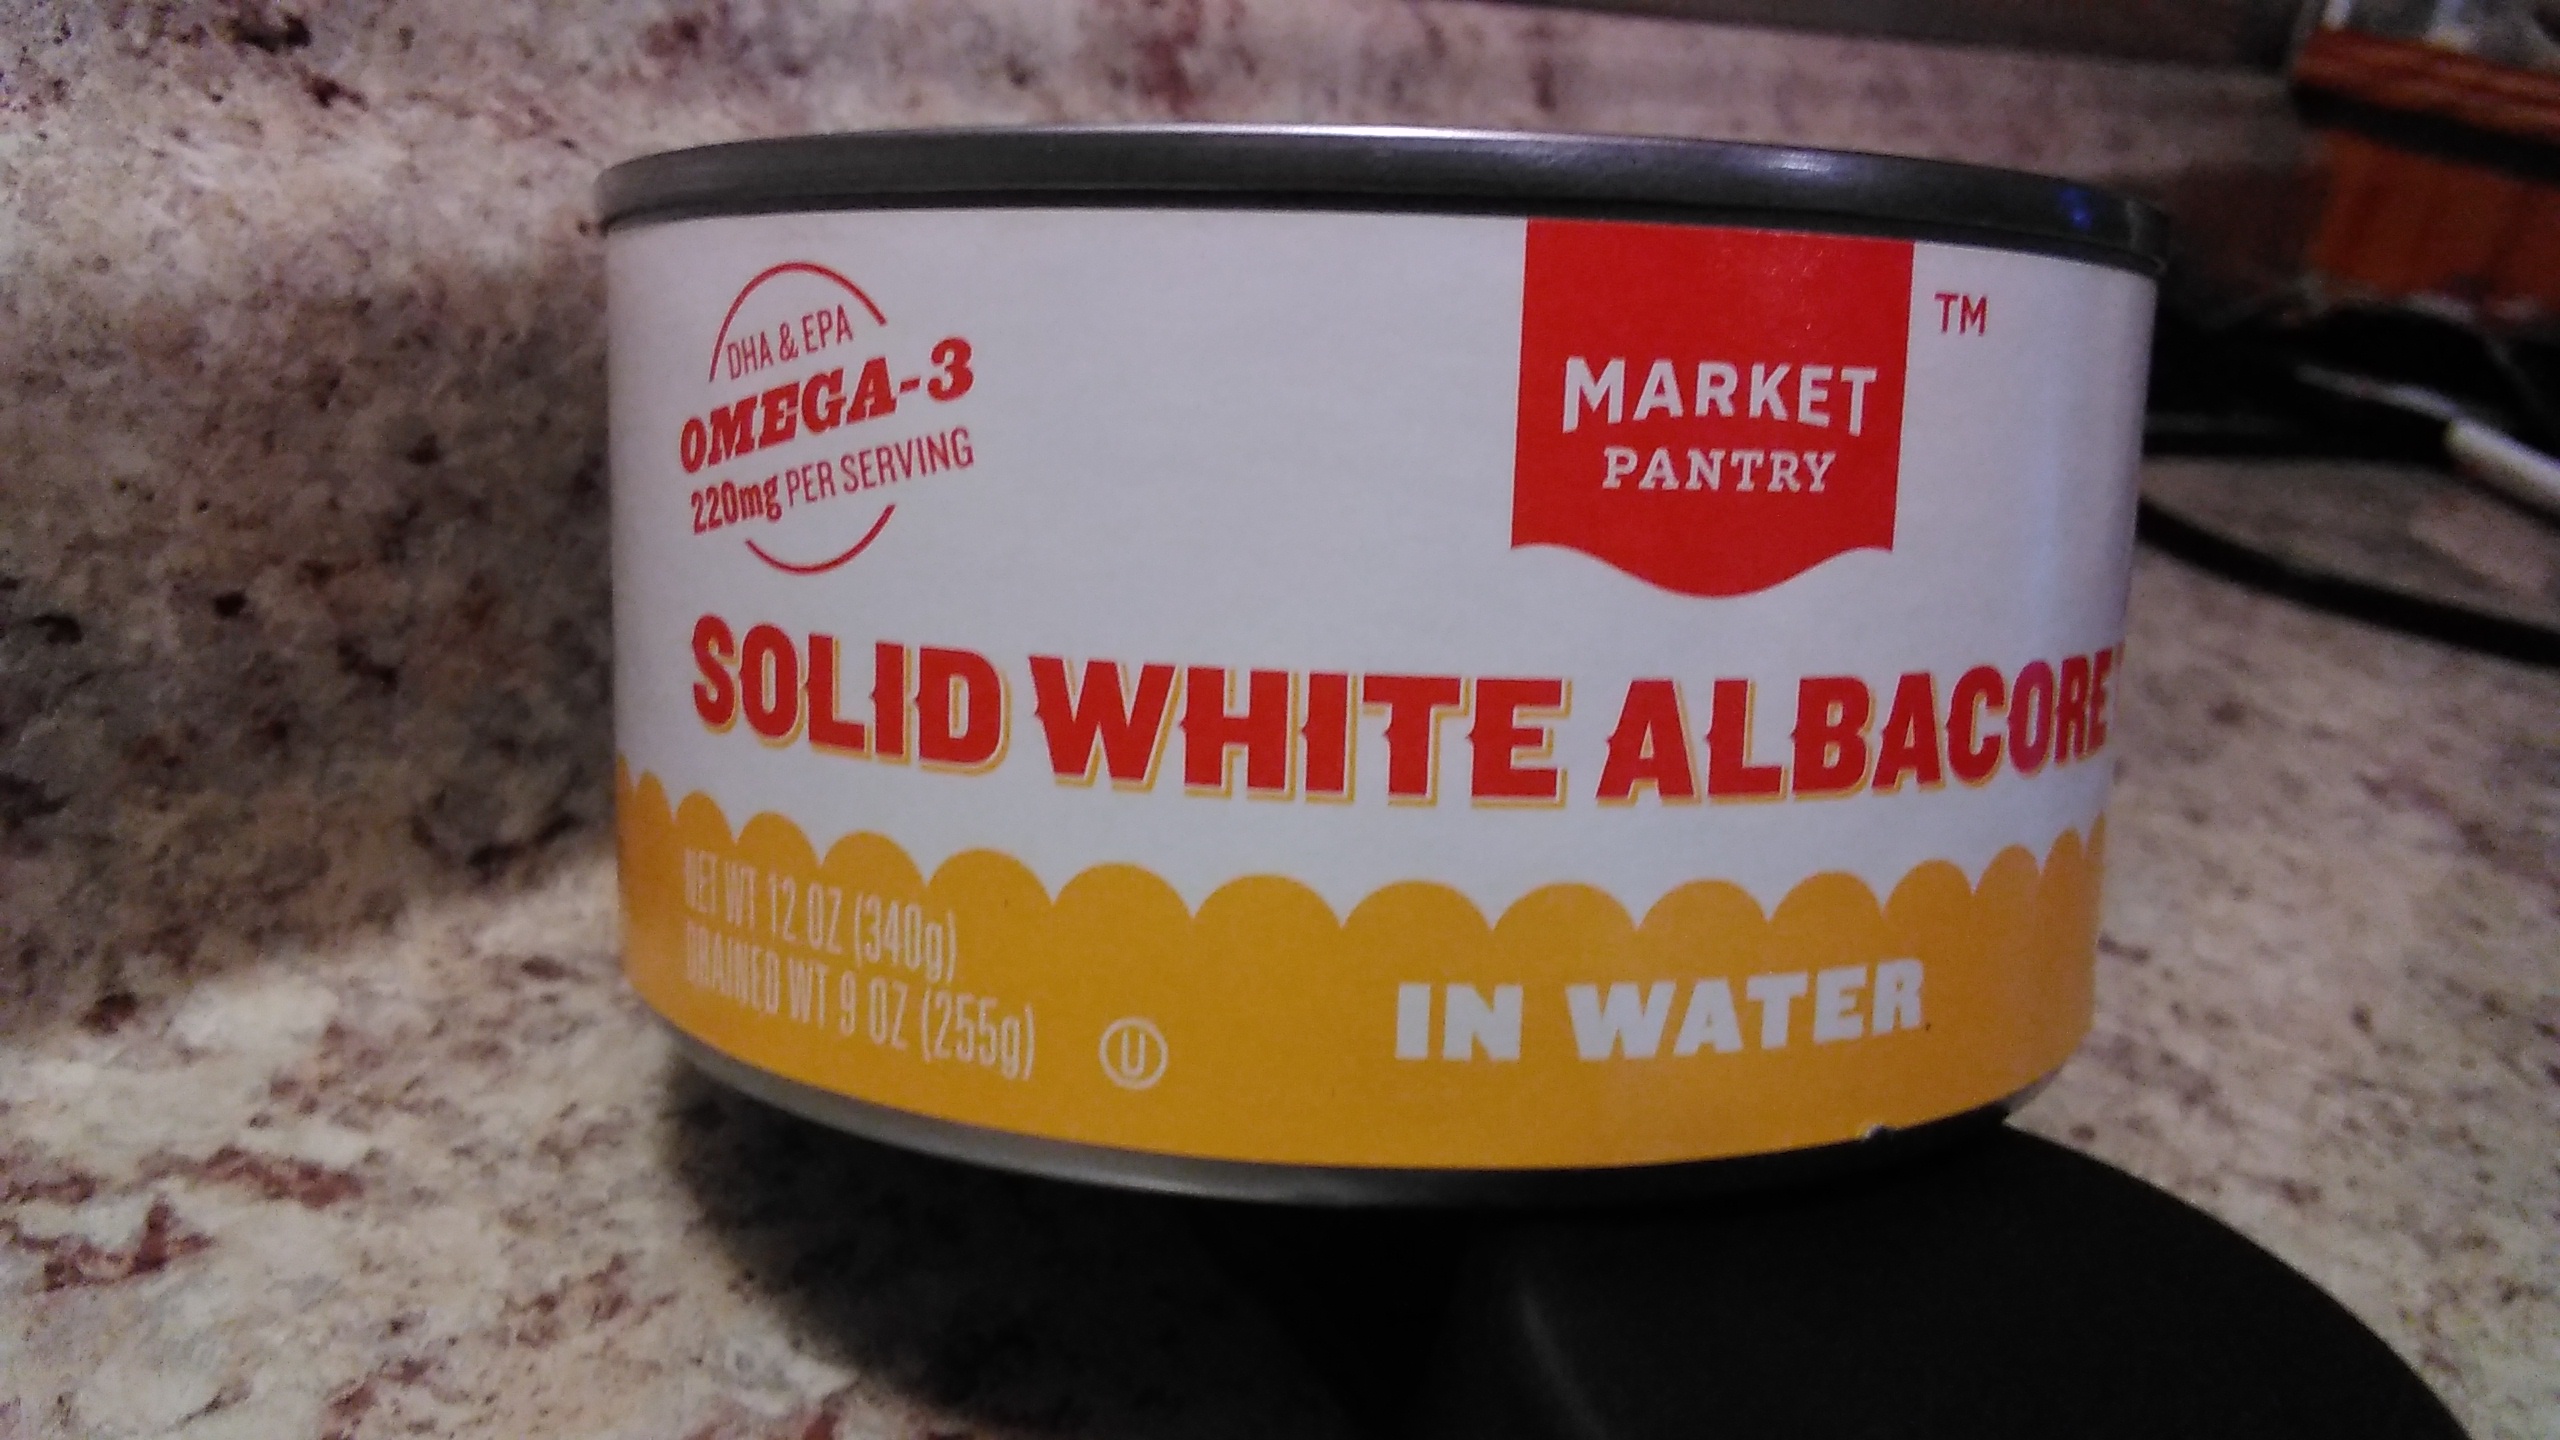 DHA & EPA
OMEGA-3
220mg PER SERVING
MARKET
PANTRY
TM
SOLID WHITE ALBACORE
NET WT 12 OZ (340g)
DRAINED WT 9 OZ (255g)
U
IN WATER